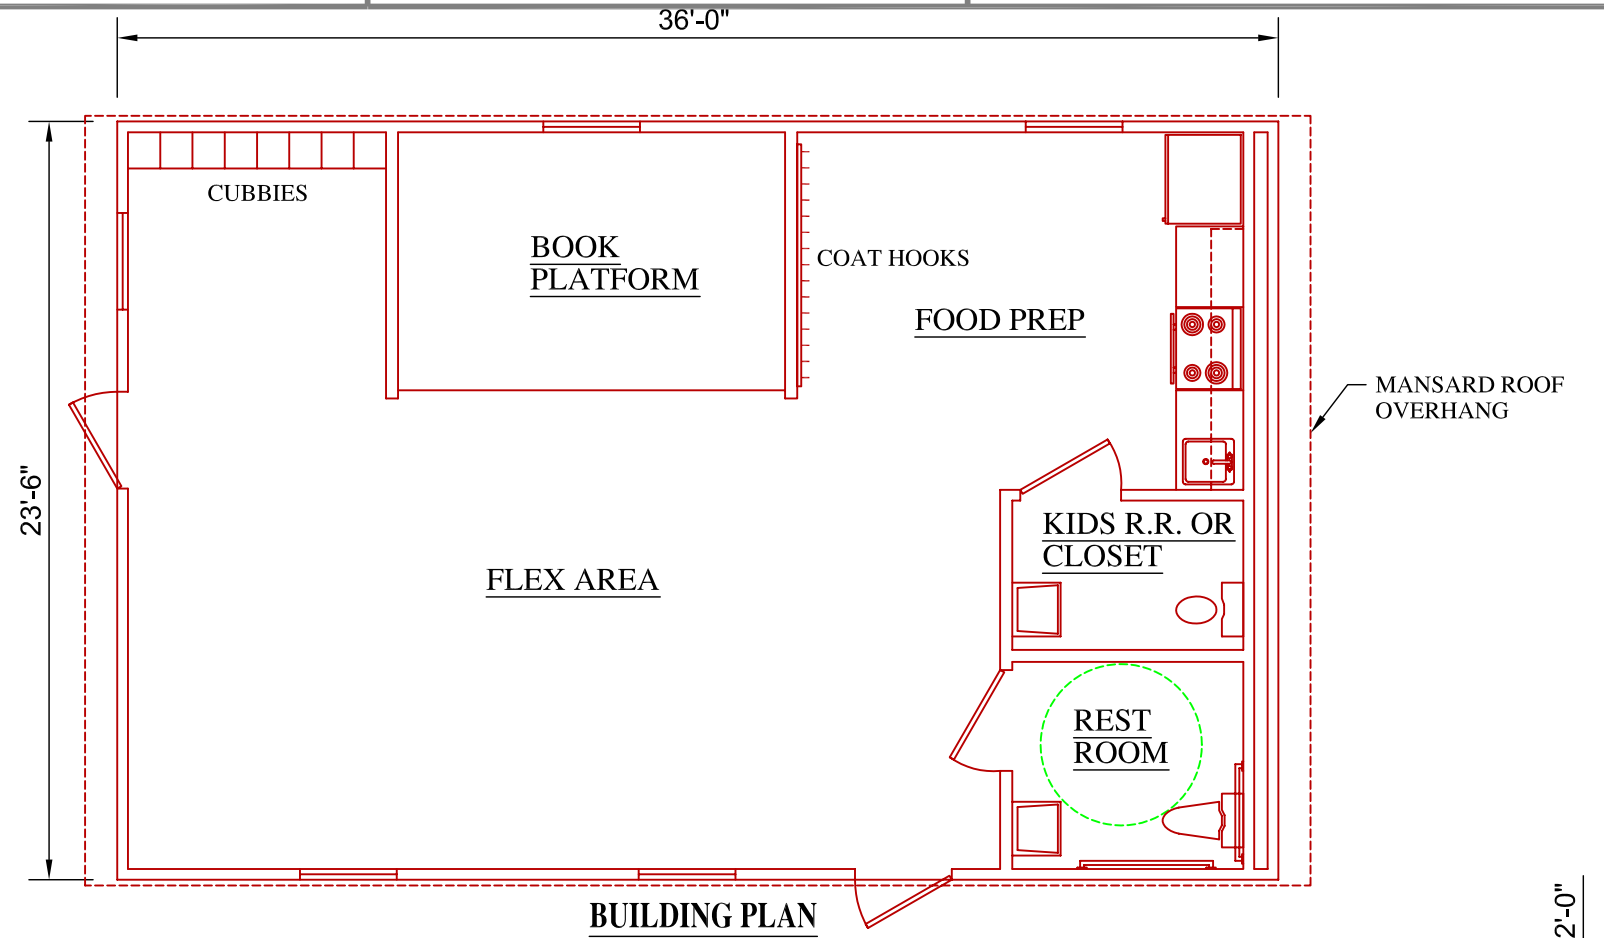 36'-0"
CUBBIES
BOOK
PLATFORM
COAT HOOKS
FOOD PREP
MANSARD ROOF
OVERHANG
23'-6"
KIDS R.R. OR
CLOSET
FLEX AREA
REST
ROOM
BUILDING PLAN
2'-0"